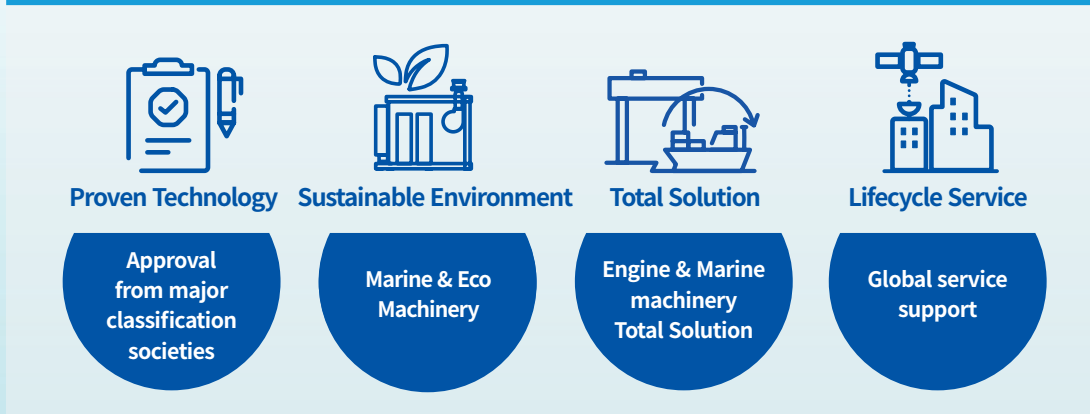 Proven Technology
Sustainable Environment
Total Solution
Lifecycle Service
Approval
from major
classification
societies
Marine & Eco
Machinery
Engine & Marine
machinery
Total Solution
Global service
support